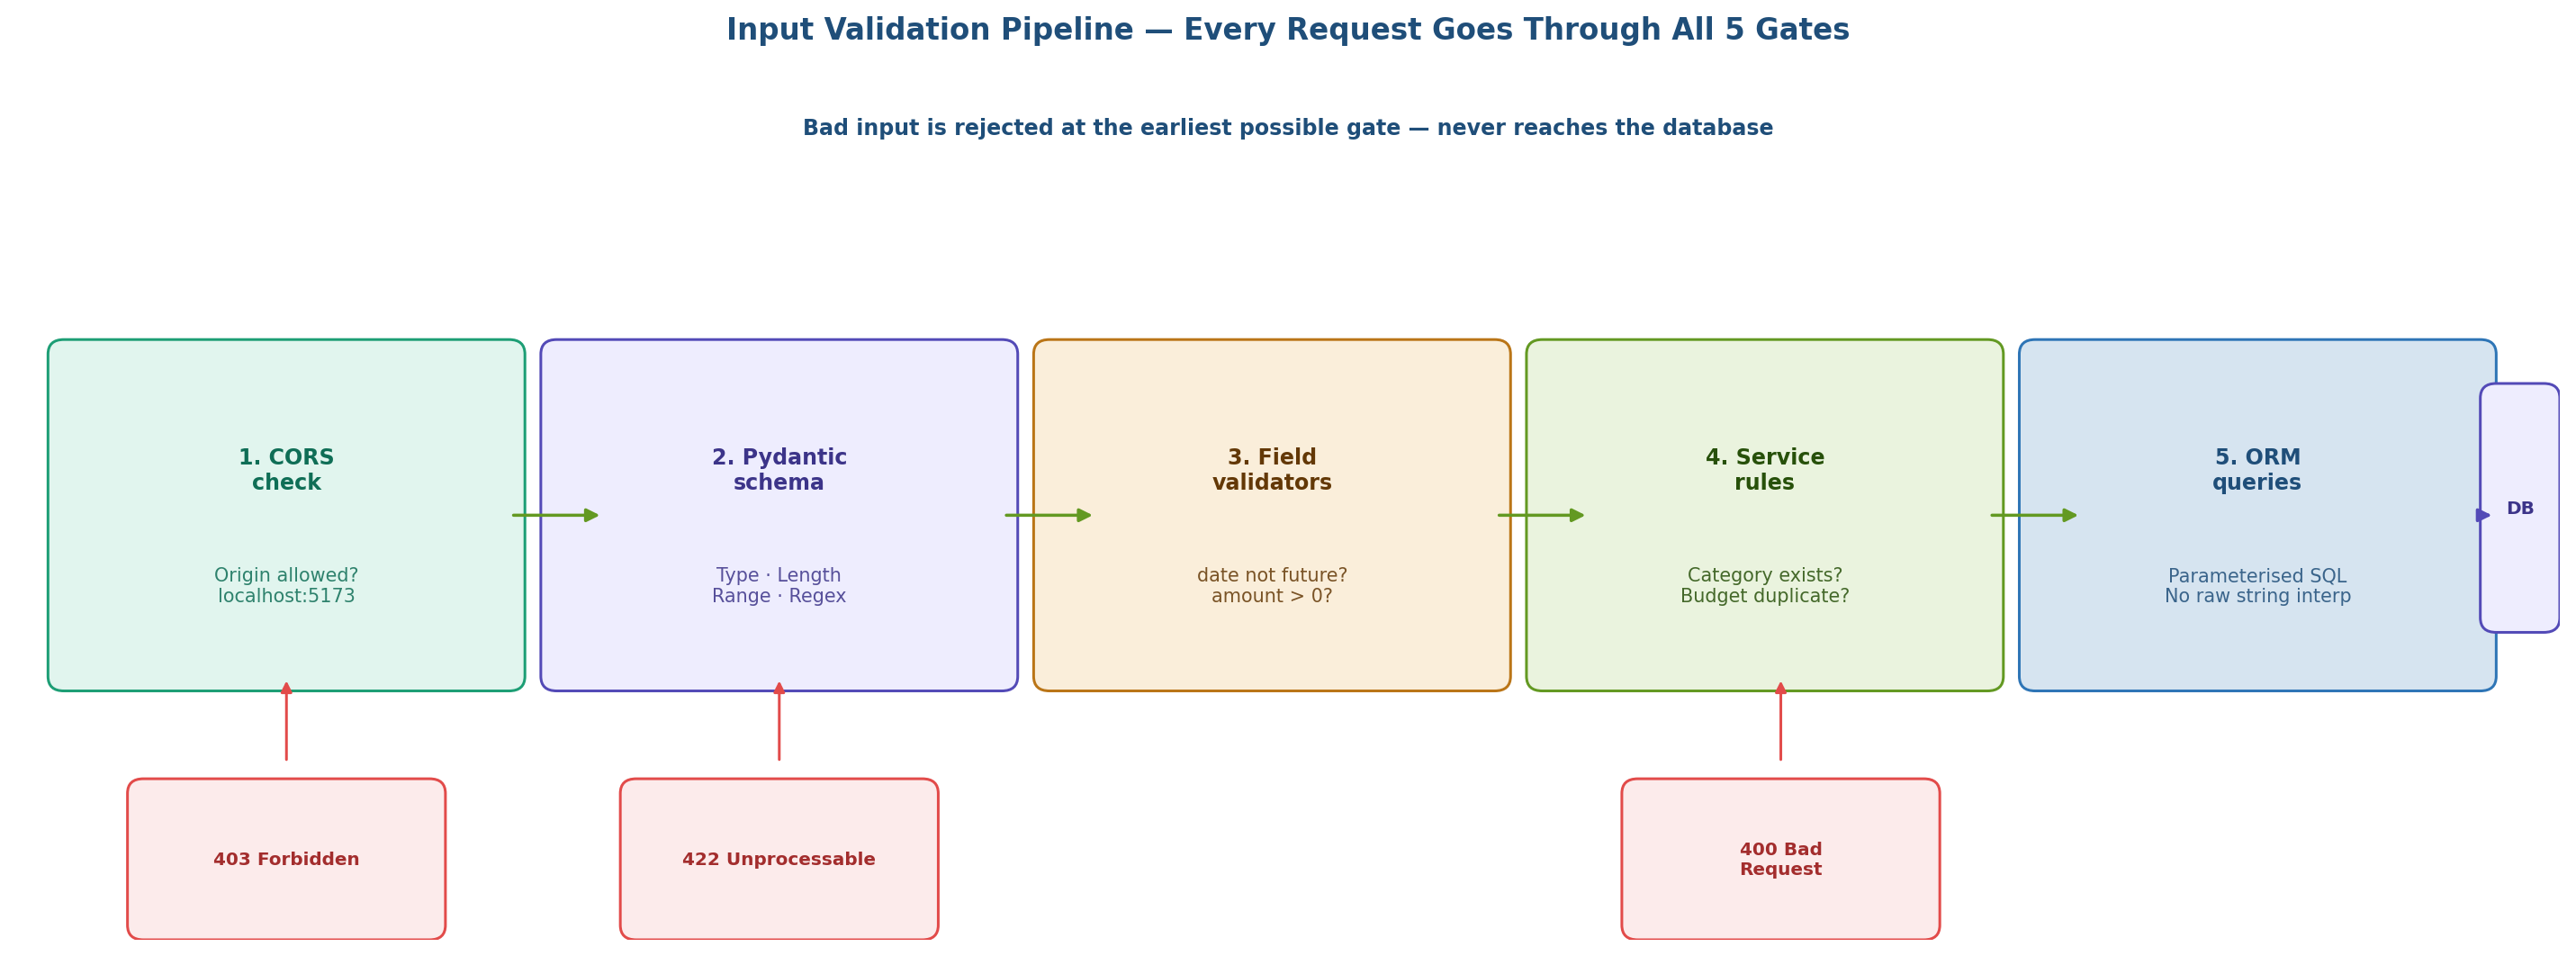 Input Validation Pipeline — Every Request Goes Through All 5 Gates
Bad input is rejected at the earliest possible gate — never reaches the database
1. CORS
check
Origin allowed?
localhost:5173
2. Pydantic
schema
Type · Length
Range · Regex
3. Field
validators
date not future?
amount > 0?
4. Service
rules
Category exists?
Budget duplicate?
5. ORM
queries
Parameterised SQL
No raw string interp
DB
403 Forbidden
422 Unprocessable
400 Bad
Request